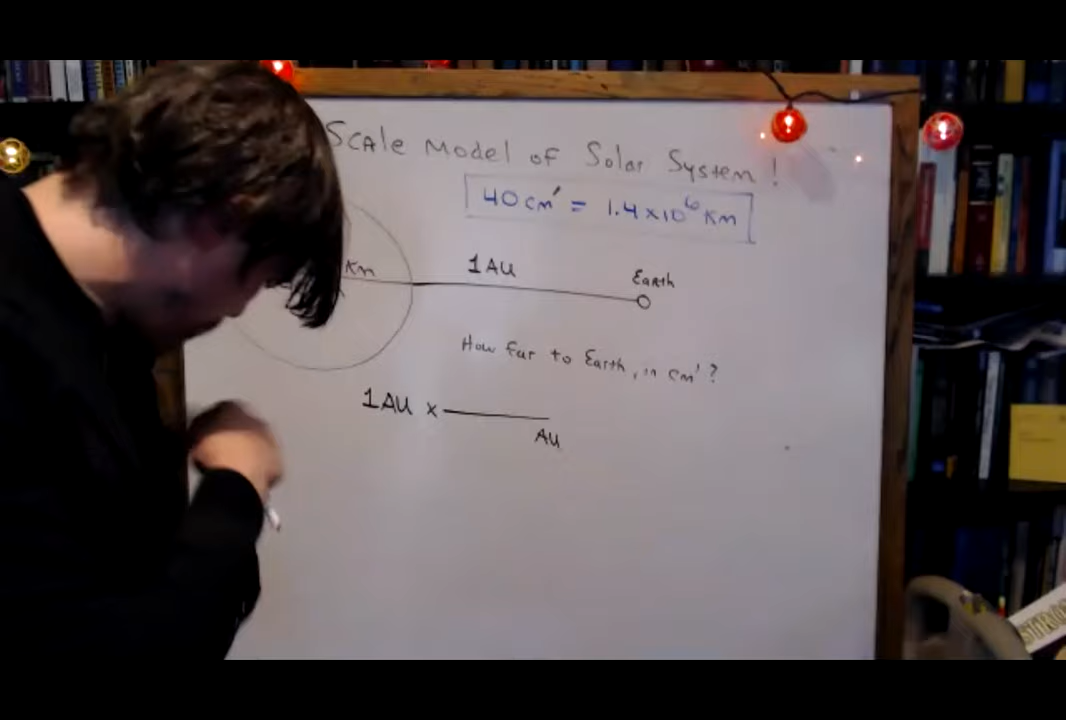 Scale Model of Solar System!
40 cm' = 1.4 x 10⁶ Km
Km
1 AU
Earth
How far to Earth, in cm'?
1 AU x ———
AU